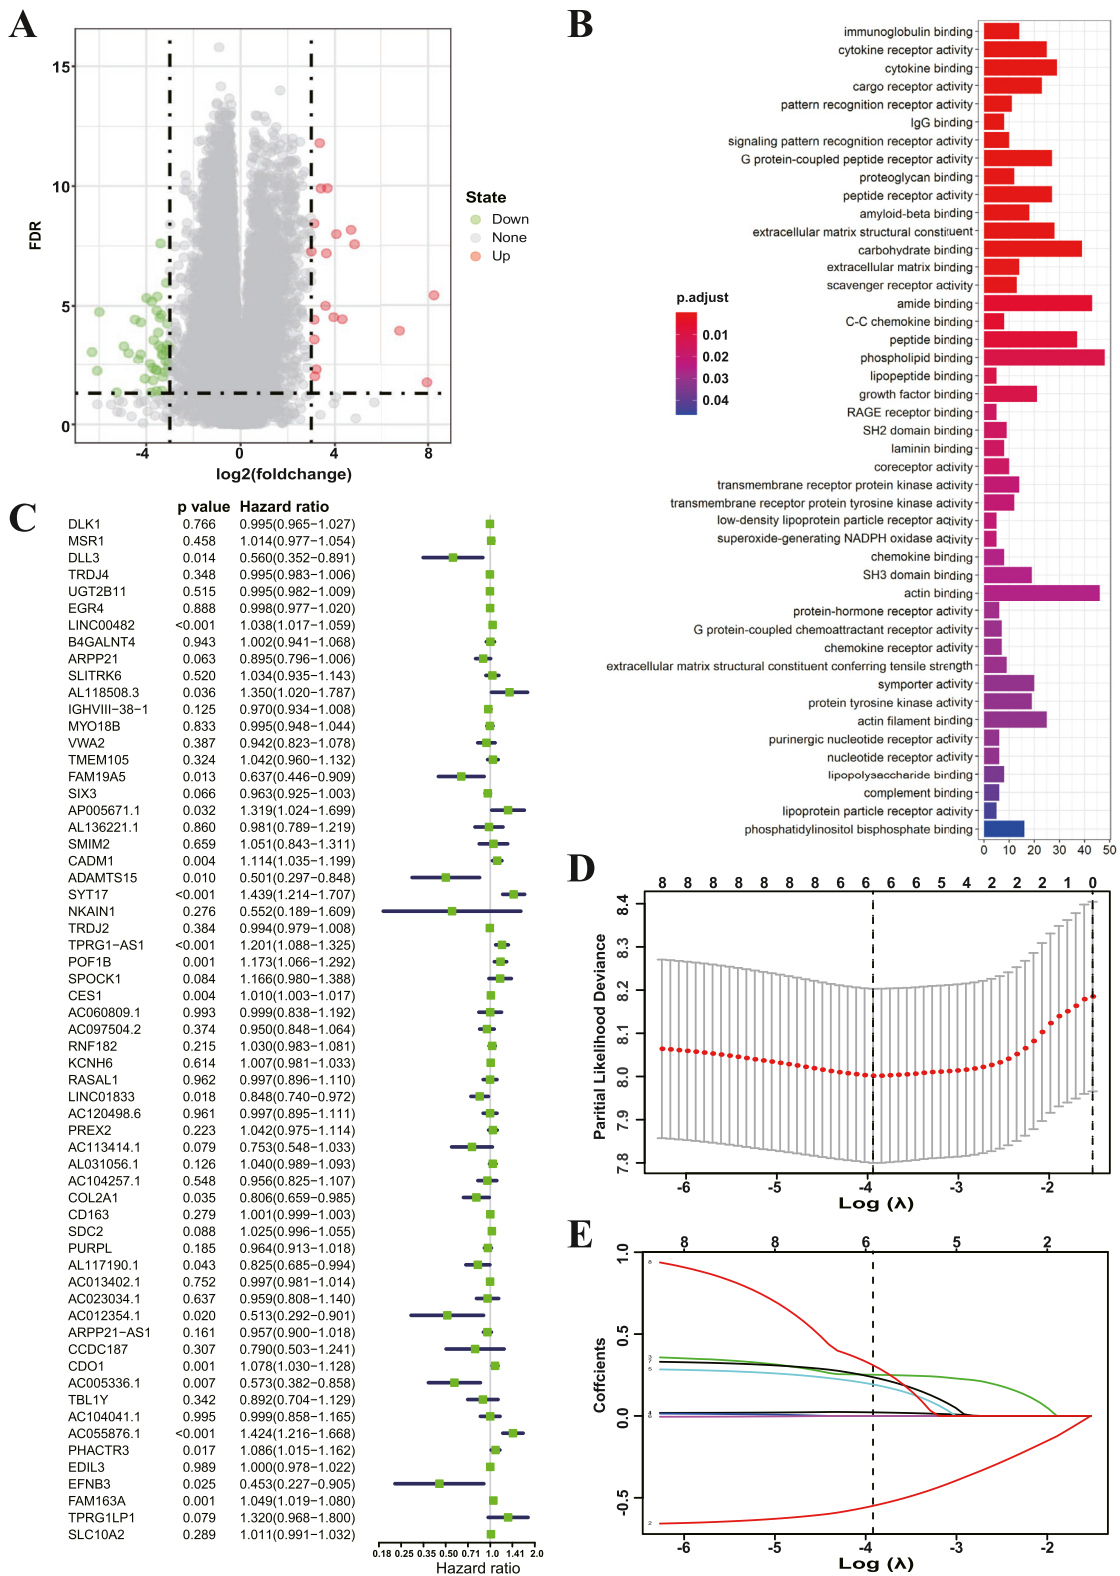 A
15
10
5
0
FDR
-4
0
4
8
log2(foldchange)
State
Down
None
Up
B
immunoglobulin binding
cytokine receptor activity
cytokine binding
cargo receptor activity
pattern recognition receptor activity
IgG binding
signaling pattern recognition receptor activity
G protein-coupled peptide receptor activity
proteoglycan binding
peptide receptor activity
amyloid-beta binding
extracellular matrix structural constituent
carbohydrate binding
extracellular matrix binding
scavenger receptor activity
amide binding
C-C chemokine binding
peptide binding
phospholipid binding
lipopeptide binding
growth factor binding
RAGE receptor binding
SH2 domain binding
laminin binding
coreceptor activity
transmembrane receptor protein kinase activity
transmembrane receptor protein tyrosine kinase activity
low-density lipoprotein particle receptor activity
superoxide-generating NADPH oxidase activity
chemokine binding
SH3 domain binding
actin binding
protein-hormone receptor activity
G protein-coupled chemoattractant receptor activity
chemokine receptor activity
extracellular matrix structural constituent conferring tensile strength
symporter activity
protein tyrosine kinase activity
actin filament binding
purinergic nucleotide receptor activity
nucleotide receptor activity
lipopolysaccharide binding
complement binding
lipoprotein particle receptor activity
phosphatidylinositol bisphosphate binding
0 10 20 30 40 50
p.adjust
0.01
0.02
0.03
0.04
C
p value Hazard ratio
DLK1 0.766 0.995(0.965−1.027)
MSR1 0.458 1.014(0.977−1.054)
DLL3 0.014 0.560(0.352−0.891)
TRDJ4 0.348 0.995(0.983−1.006)
UGT2B11 0.515 0.995(0.982−1.009)
EGR4 0.888 0.998(0.977−1.020)
LINC00482 <0.001 1.038(1.017−1.059)
B4GALNT4 0.943 1.002(0.941−1.068)
ARPP21 0.063 0.895(0.796−1.006)
SLITRK6 0.520 1.034(0.935−1.143)
AL118508.3 0.036 1.350(1.020−1.787)
IGHVIII−38−1 0.125 0.970(0.934−1.008)
MYO18B 0.833 0.995(0.948−1.044)
VWA2 0.387 0.942(0.823−1.078)
TMEM105 0.324 1.042(0.960−1.132)
FAM19A5 0.013 0.637(0.446−0.909)
SIX3 0.066 0.963(0.925−1.003)
AP005671.1 0.032 1.319(1.024−1.699)
AL136221.1 0.860 0.981(0.789−1.219)
SMIM2 0.659 1.051(0.843−1.311)
CADM1 0.004 1.114(1.035−1.199)
ADAMTS15 0.010 0.501(0.297−0.848)
SYT17 <0.001 1.439(1.214−1.707)
NKAIN1 0.276 0.552(0.189−1.609)
TRDJ2 0.384 0.994(0.979−1.008)
TPRG1−AS1 <0.001 1.201(1.088−1.325)
POF1B 0.001 1.173(1.066−1.292)
SPOCK1 0.084 1.166(0.980−1.388)
CES1 0.004 1.010(1.003−1.017)
AC060809.1 0.993 0.999(0.838−1.192)
AC097504.2 0.374 0.950(0.848−1.064)
RNF182 0.215 1.030(0.983−1.081)
KCNH6 0.614 1.007(0.981−1.033)
RASAL1 0.962 0.997(0.896−1.110)
LINC01833 0.018 0.848(0.740−0.972)
AC120498.6 0.961 0.997(0.895−1.111)
PREX2 0.223 1.042(0.975−1.114)
AC113414.1 0.079 0.753(0.548−1.033)
AL031056.1 0.126 1.040(0.989−1.093)
AC104257.1 0.548 0.956(0.825−1.107)
COL2A1 0.035 0.806(0.659−0.985)
CD163 0.279 1.001(0.999−1.003)
SDC2 0.088 1.025(0.996−1.055)
PURPL 0.185 0.964(0.913−1.018)
AL117190.1 0.043 0.825(0.685−0.994)
AC013402.1 0.752 0.997(0.981−1.014)
AC023034.1 0.637 0.959(0.808−1.140)
AC012354.1 0.020 0.513(0.292−0.901)
ARPP21−AS1 0.161 0.957(0.900−1.018)
CCDC187 0.307 0.790(0.503−1.241)
CDO1 0.001 1.078(1.030−1.128)
AC005336.1 0.007 0.573(0.382−0.858)
TBL1Y 0.342 0.892(0.704−1.129)
AC104041.1 0.995 0.999(0.858−1.165)
AC055876.1 <0.001 1.424(1.216−1.668)
PHACTR3 0.017 1.086(1.015−1.162)
EDIL3 0.989 1.000(0.978−1.022)
EFNB3 0.025 0.453(0.227−0.905)
FAM163A 0.001 1.049(1.019−1.080)
TPRG1LP1 0.079 1.320(0.968−1.800)
SLC10A2 0.289 1.011(0.991−1.032)
0.18 0.25 0.35 0.50 0.71 1.0 1.41 2.0
Hazard ratio
D
8 8 8 8 8 8 8 6 6 6 5 4 2 2 2 1 0
8.4
8.3
8.2
8.1
8.0
7.9
7.8
Paritial Likelihood Deviance
-6 -5 -4 -3 -2
Log (λ)
E
8 8 6 5 2
1.0
0.5
0.0
-0.5
Coffcients
-6 -5 -4 -3 -2
Log (λ)